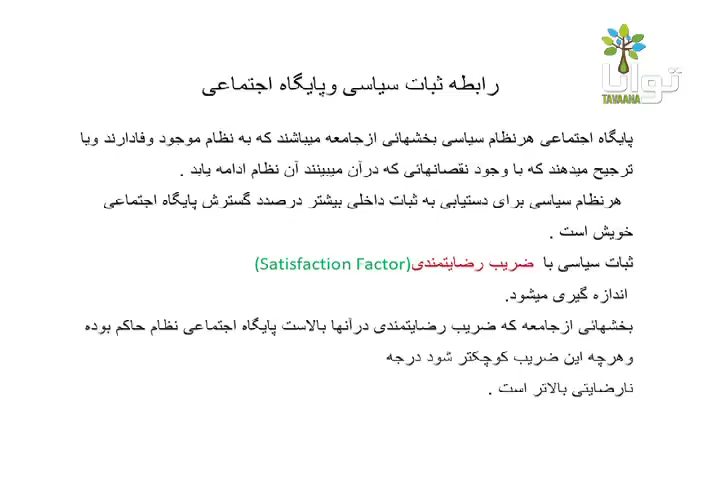 توانا
TAVAANA
رابطه ثبات سیاسی وپایگاه اجتماعی
پایگاه اجتماعی هرنظام سیاسی بخشهائی ازجامعه میباشند که به نظام موجود وفادارند ویا
ترجیح میدهند که با وجود نقصانهائی که درآن میبینند آن نظام ادامه یابد .
هرنظام سیاسی برای دستیابی به ثبات داخلی بیشتر درصدد گسترش پایگاه اجتماعی
خویش است .
ثبات سیاسی با ضریب رضایتمندی(Satisfaction Factor)
اندازه گیری میشود.
بخشهائی ازجامعه که ضریب رضایتمندی درآنها بالاست پایگاه اجتماعی نظام حاکم بوده
وهرچه این ضریب کوچکتر شود درجه
نارضایتی بالاتر است .